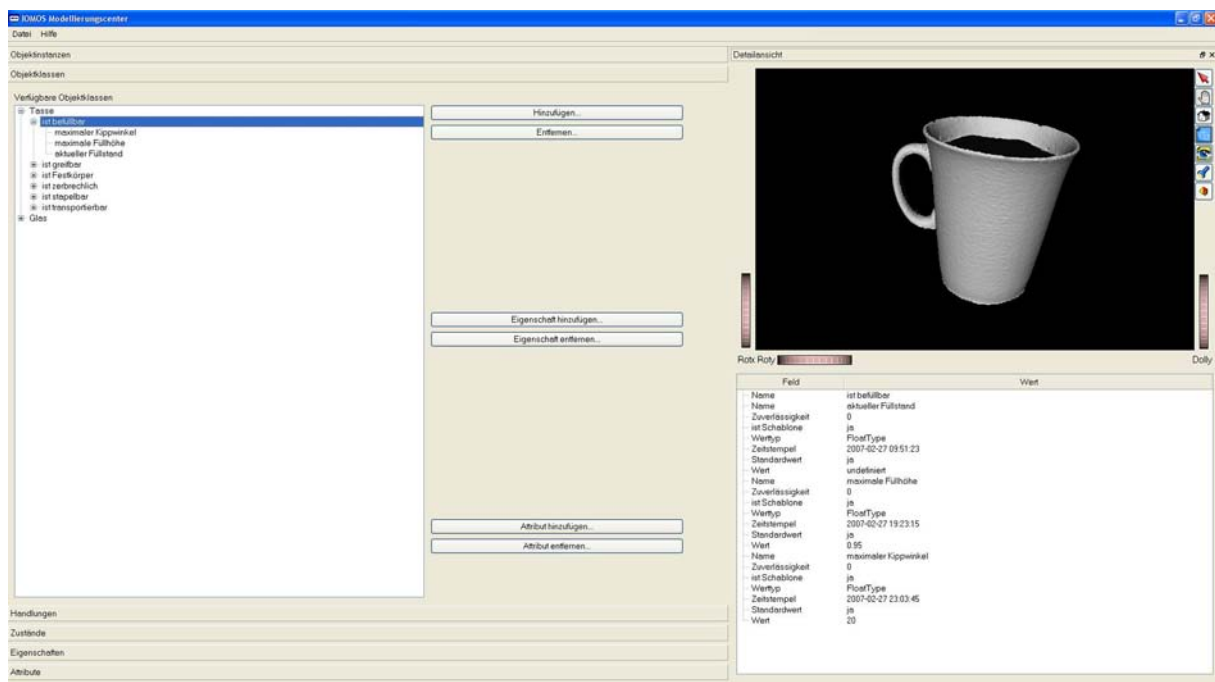 IOMOS Modellierungscenter
Datei Hilfe
Objektinstanzen
Objektklassen
Verfügbare Objektklassen
Tasse
ist befüllbar
maximaler Kippwinkel
maximale Füllhöhe
aktueller Füllstand
ist greifbar
ist Festkörper
ist zerbrechlich
ist stapelbar
ist transportierbar
Glas
Hinzufügen...
Entfernen...
Eigenschaft hinzufügen...
Eigenschaft entfernen...
Attribut hinzufügen...
Attribut entfernen...
Handlungen
Zustände
Eigenschaften
Attribute
Detailansicht
Rotx Roty Dolly
Feld Wert
Name ist befüllbar
Name aktueller Füllstand
Zuverlässigkeit 0
ist Schablone ja
Werttyp FloatType
Zeitstempel 2007-02-27 09:51:23
Standardwert ja
Wert undefiniert
Name maximale Füllhöhe
Zuverlässigkeit 0
ist Schablone ja
Werttyp FloatType
Zeitstempel 2007-02-27 19:23:15
Standardwert ja
Wert 0.95
Name maximaler Kippwinkel
Zuverlässigkeit 0
ist Schablone ja
Werttyp FloatType
Zeitstempel 2007-02-27 23:03:45
Standardwert ja
Wert 20